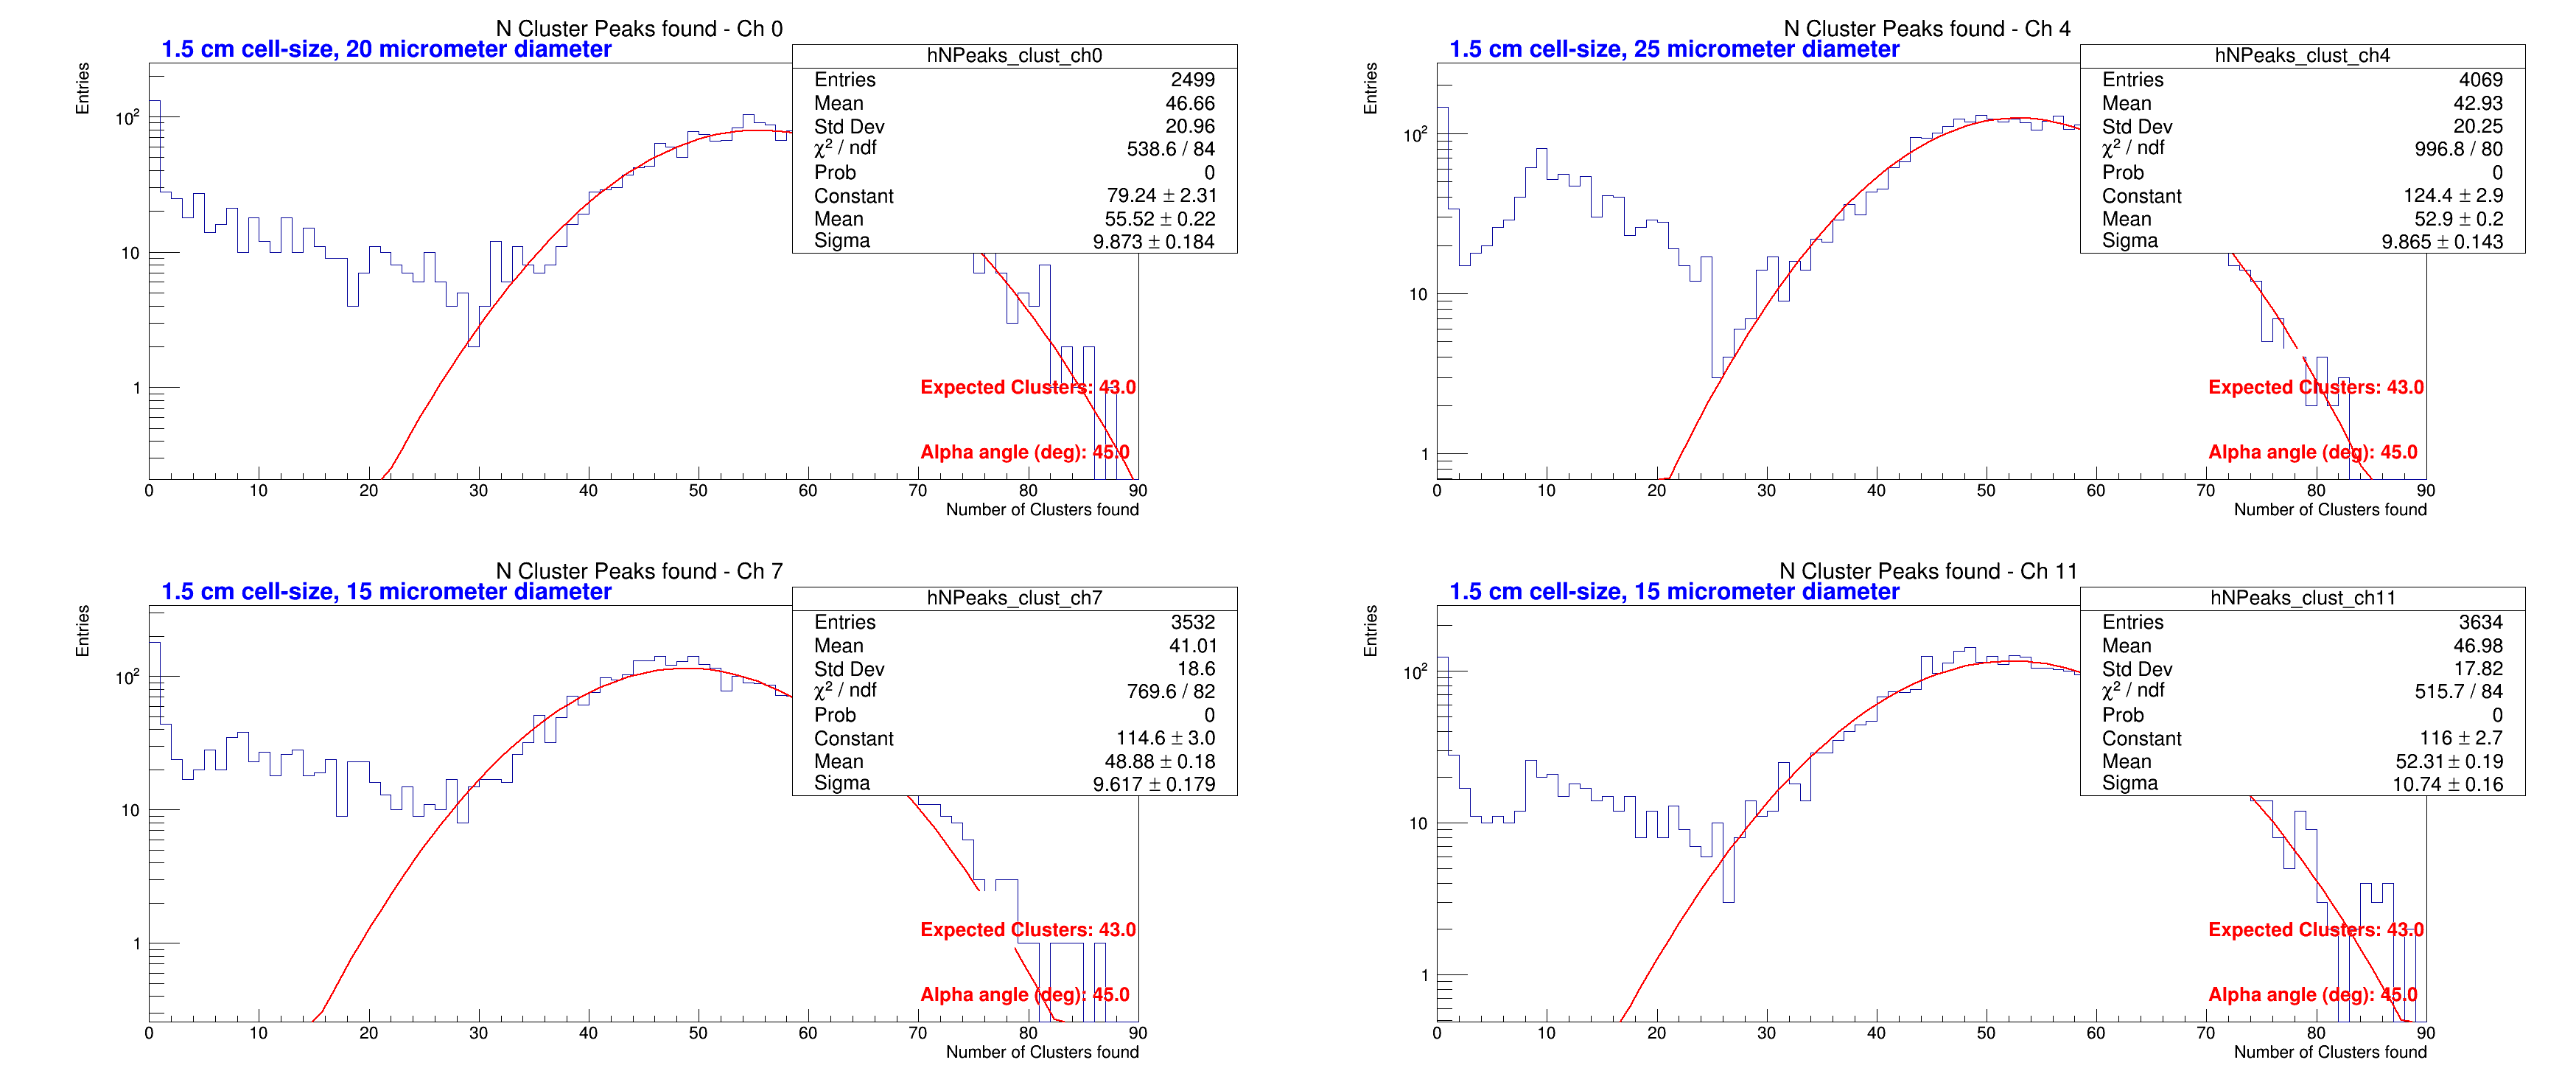 N Cluster Peaks found - Ch 0
1.5 cm cell-size, 20 micrometer diameter
hNPeaks_clust_ch0
Entries 2499
Mean 46.66
Std Dev 20.96
χ² / ndf 538.6 / 84
Prob 0
Constant 79.24 ± 2.31
Mean 55.52 ± 0.22
Sigma 9.873 ± 0.184
Entries
10²
10
1
Expected Clusters: 43.0
Alpha angle (deg): 45.0
0 10 20 30 40 50 60 70 80 90
Number of Clusters found
N Cluster Peaks found - Ch 4
1.5 cm cell-size, 25 micrometer diameter
hNPeaks_clust_ch4
Entries 4069
Mean 42.93
Std Dev 20.25
χ² / ndf 996.8 / 80
Prob 0
Constant 124.4 ± 2.9
Mean 52.9 ± 0.2
Sigma 9.865 ± 0.143
Entries
10²
10
1
Expected Clusters: 43.0
Alpha angle (deg): 45.0
0 10 20 30 40 50 60 70 80 90
Number of Clusters found
N Cluster Peaks found - Ch 7
1.5 cm cell-size, 15 micrometer diameter
hNPeaks_clust_ch7
Entries 3532
Mean 41.01
Std Dev 18.6
χ² / ndf 769.6 / 82
Prob 0
Constant 114.6 ± 3.0
Mean 48.88 ± 0.18
Sigma 9.617 ± 0.179
Entries
10²
10
1
Expected Clusters: 43.0
Alpha angle (deg): 45.0
0 10 20 30 40 50 60 70 80 90
Number of Clusters found
N Cluster Peaks found - Ch 11
1.5 cm cell-size, 15 micrometer diameter
hNPeaks_clust_ch11
Entries 3634
Mean 46.98
Std Dev 17.82
χ² / ndf 515.7 / 84
Prob 0
Constant 116 ± 2.7
Mean 52.31 ± 0.19
Sigma 10.74 ± 0.16
Entries
10²
10
1
Expected Clusters: 43.0
Alpha angle (deg): 45.0
0 10 20 30 40 50 60 70 80 90
Number of Clusters found